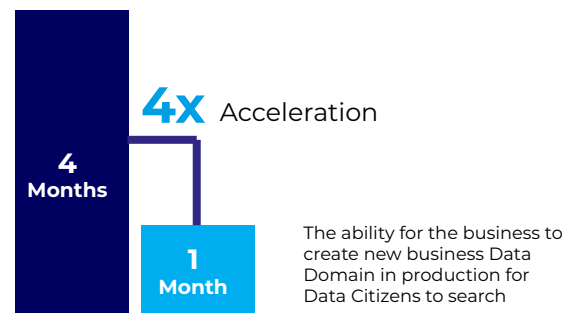 4x Acceleration
4
Months
1
Month
The ability for the business to
create new business Data
Domain in production for
Data Citizens to search